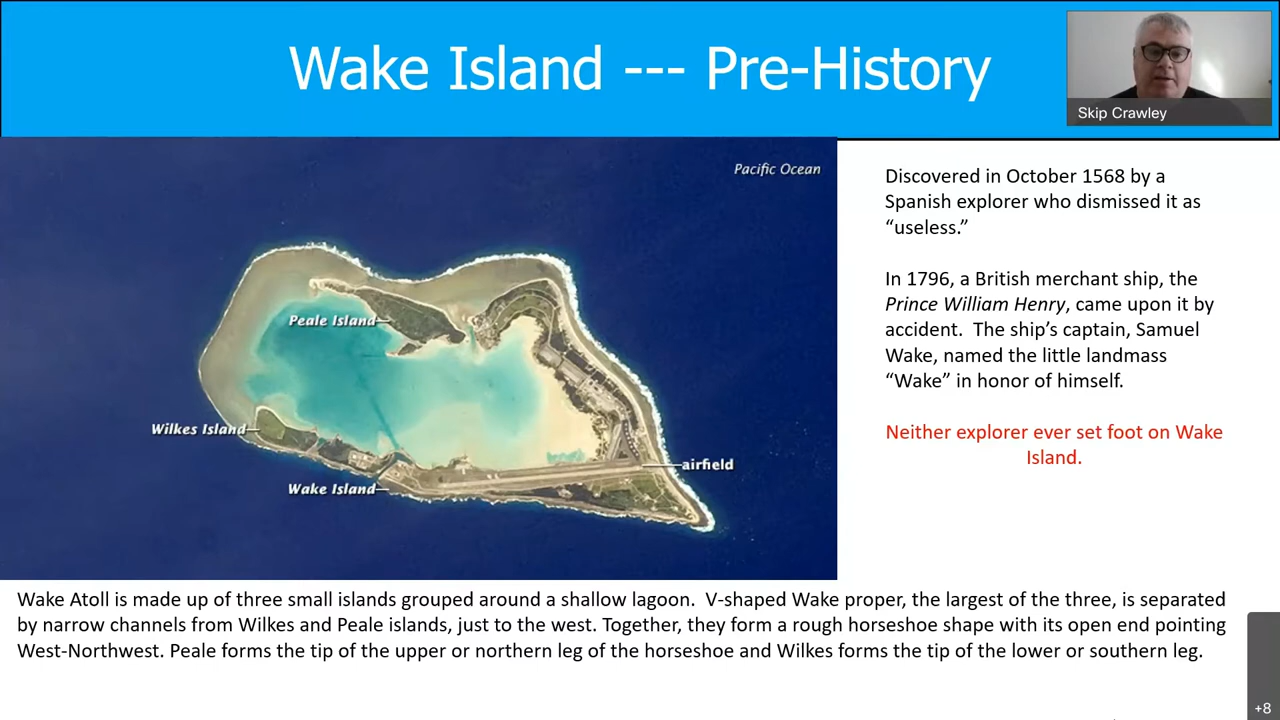 Wake Island --- Pre-History
Skip Crawley
Pacific Ocean
Peale Island
Wilkes Island
airfield
Wake Island
Discovered in October 1568 by a
Spanish explorer who dismissed it as
“useless.”
In 1796, a British merchant ship, the
Prince William Henry, came upon it by
accident.  The ship’s captain, Samuel
Wake, named the little landmass
“Wake” in honor of himself.
Neither explorer ever set foot on Wake
Island.
Wake Atoll is made up of three small islands grouped around a shallow lagoon.  V-shaped Wake proper, the largest of the three, is separated
by narrow channels from Wilkes and Peale islands, just to the west. Together, they form a rough horseshoe shape with its open end pointing
West-Northwest. Peale forms the tip of the upper or northern leg of the horseshoe and Wilkes forms the tip of the lower or southern leg.
+8